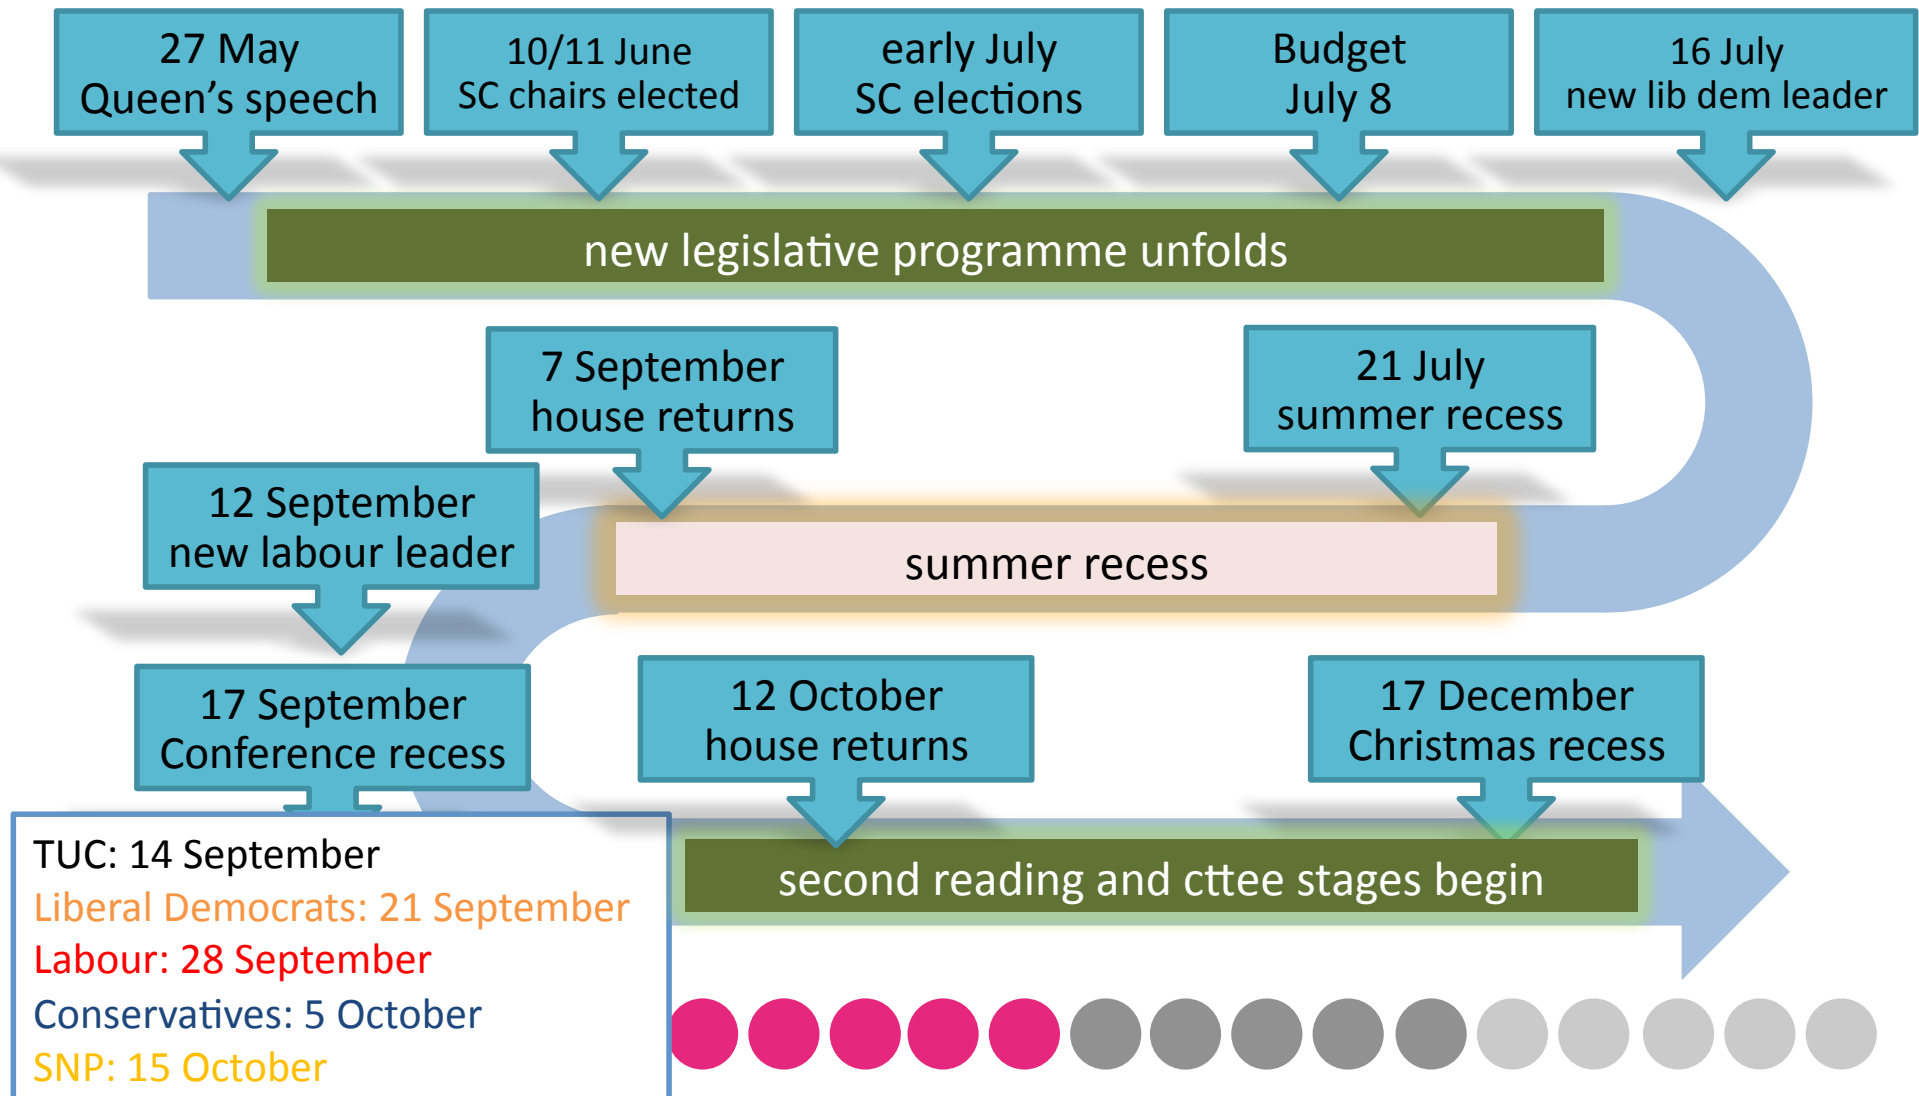 27 May
Queen’s speech
10/11 June
SC chairs elected
early July
SC elections
Budget
July 8
16 July
new lib dem leader
new legislative programme unfolds
7 September
house returns
21 July
summer recess
12 September
new labour leader
summer recess
17 September
Conference recess
12 October
house returns
17 December
Christmas recess
TUC: 14 September
Liberal Democrats: 21 September
Labour: 28 September
Conservatives: 5 October
SNP: 15 October
second reading and cttee stages begin